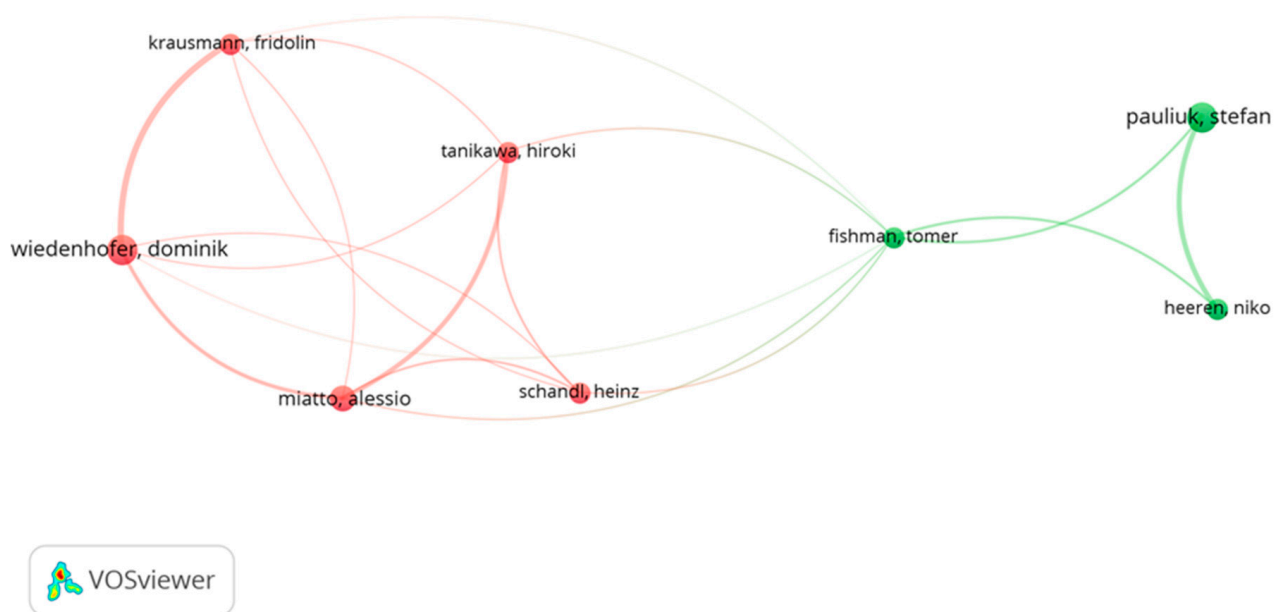 krausmann, fridolin
pauliuk, stefan
tanikawa, hiroki
fishman, tomer
wiedenhofer, dominik
heeren, niko
schandl, heinz
miatto, alessio
VOSviewer